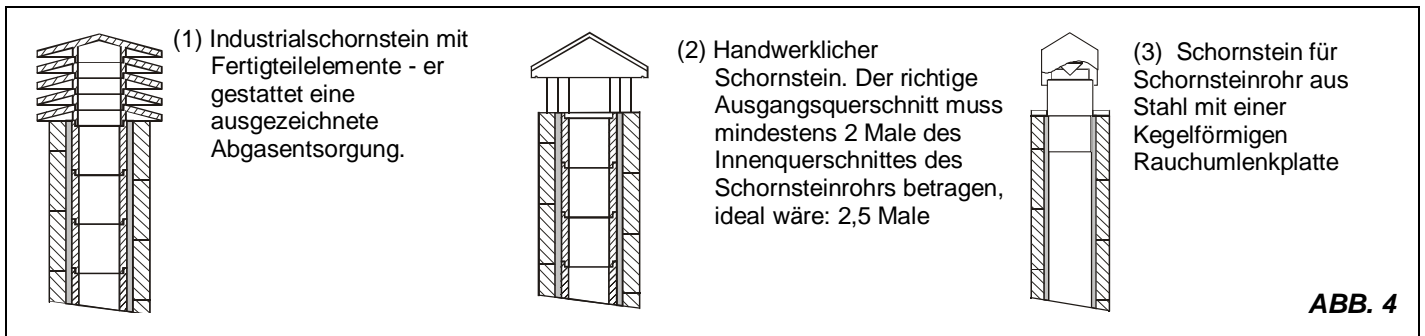 (1) Industrialschornstein mit
Fertigteilelemente - er
gestattet eine
ausgezeichnete
Abgasentsorgung.
(2) Handwerklicher
Schornstein. Der richtige
Ausgangsquerschnitt muss
mindestens 2 Male des
Innenquerschnittes des
Schornsteinrohrs betragen,
ideal wäre: 2,5 Male
(3) Schornstein für
Schornsteinrohr aus
Stahl mit einer
Kegelförmigen
Rauchumlenkplatte
ABB. 4